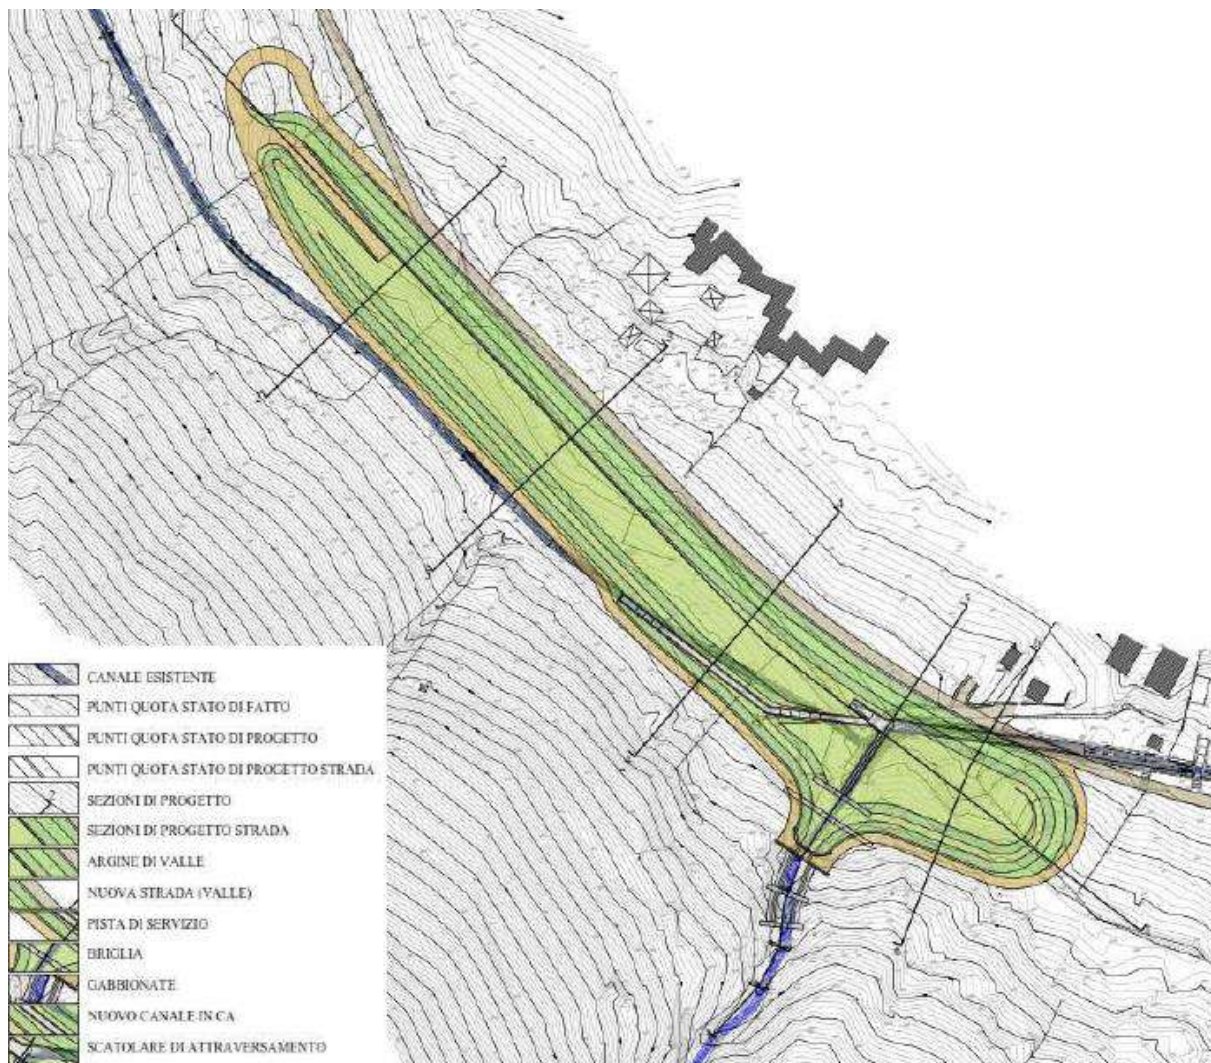 CANALE ESISTENTE
PUNTI QUOTA STATO DI FATTO
PUNTI QUOTA STATO DI PROGETTO
PUNTI QUOTA STATO DI PROGETTO STRADA
SEZIONI DI PROGETTO
SEZIONI DI PROGETTO STRADA
ARGINE DI VALLE
NUOVA STRADA (VALLE)
PISTA DI SERVIZIO
BRIGLIA
GABBIONATE
NUOVO CANALE IN CA
SCATOLARE DI ATTRAVERSAMENTO